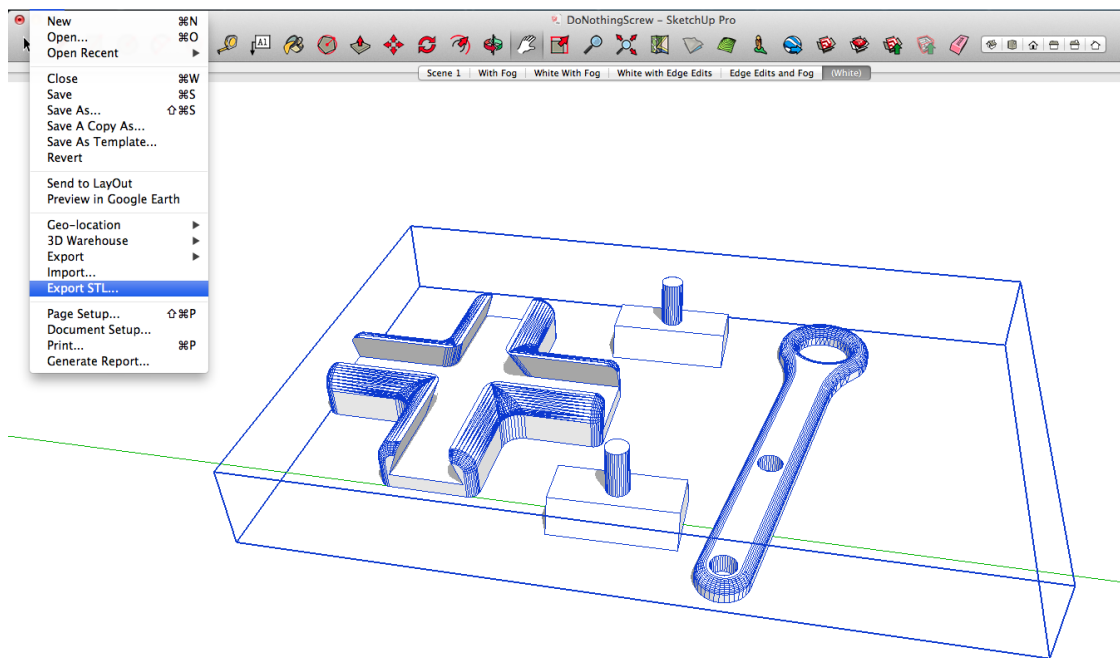 DoNothingScrew – SketchUp Pro
New ⌘N
Open... ⌘O
Open Recent ▶
Close ⌘W
Save ⌘S
Save As... ⇧⌘S
Save A Copy As...
Save As Template...
Revert
Send to LayOut
Preview in Google Earth
Geo-location ▶
3D Warehouse ▶
Export ▶
Import...
Export STL...
Page Setup... ⇧⌘P
Document Setup...
Print... ⌘P
Generate Report...
A1
Scene 1 With Fog White With Fog White with Edge Edits Edge Edits and Fog (White)